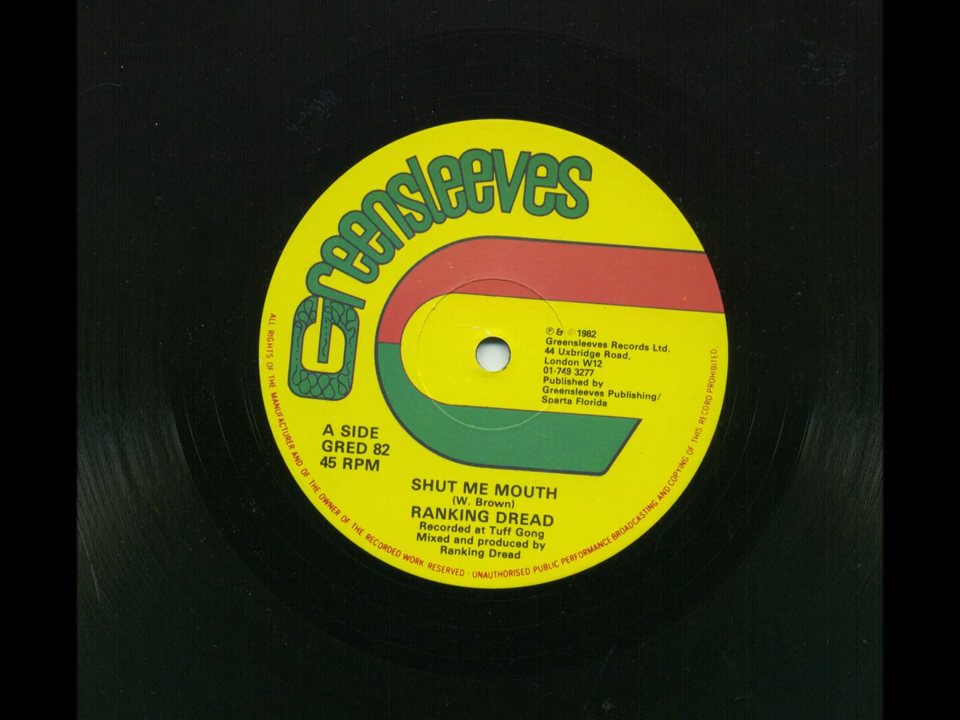 Greensleeves
℗ & © 1982
Greensleeves Records Ltd.
44 Uxbridge Road,
London W12
01-749 3277
Published by
Greensleeves Publishing/
Sparta Florida
A SIDE
GRED 82
45 RPM
SHUT ME MOUTH
(W. Brown)
RANKING DREAD
Recorded at Tuff Gong
Mixed and produced by
Ranking Dread
ALL RIGHTS OF THE MANUFACTURER AND OF THE OWNER OF THE RECORDED WORK RESERVED · UNAUTHORISED PUBLIC PERFORMANCE BROADCASTING AND COPYING OF THIS RECORD PROHIBITED.